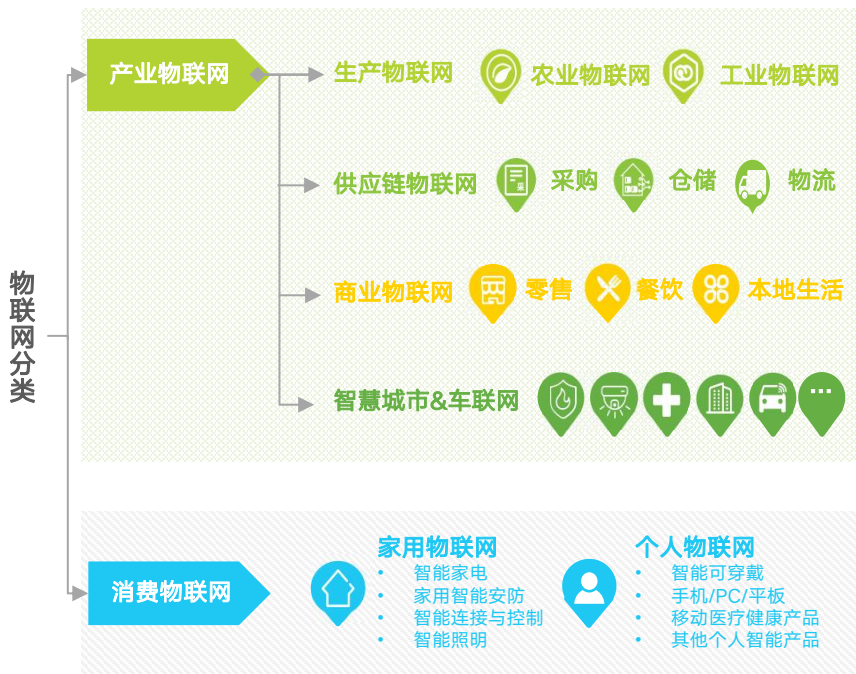 物联网分类
产业物联网
生产物联网
农业物联网
工业物联网
供应链物联网
采购
仓储
物流
商业物联网
零售
餐饮
本地生活
智慧城市&车联网
消费物联网
家用物联网
• 智能家电
• 家用智能安防
• 智能连接与控制
• 智能照明
个人物联网
• 智能可穿戴
• 手机/PC/平板
• 移动医疗健康产品
• 其他个人智能产品